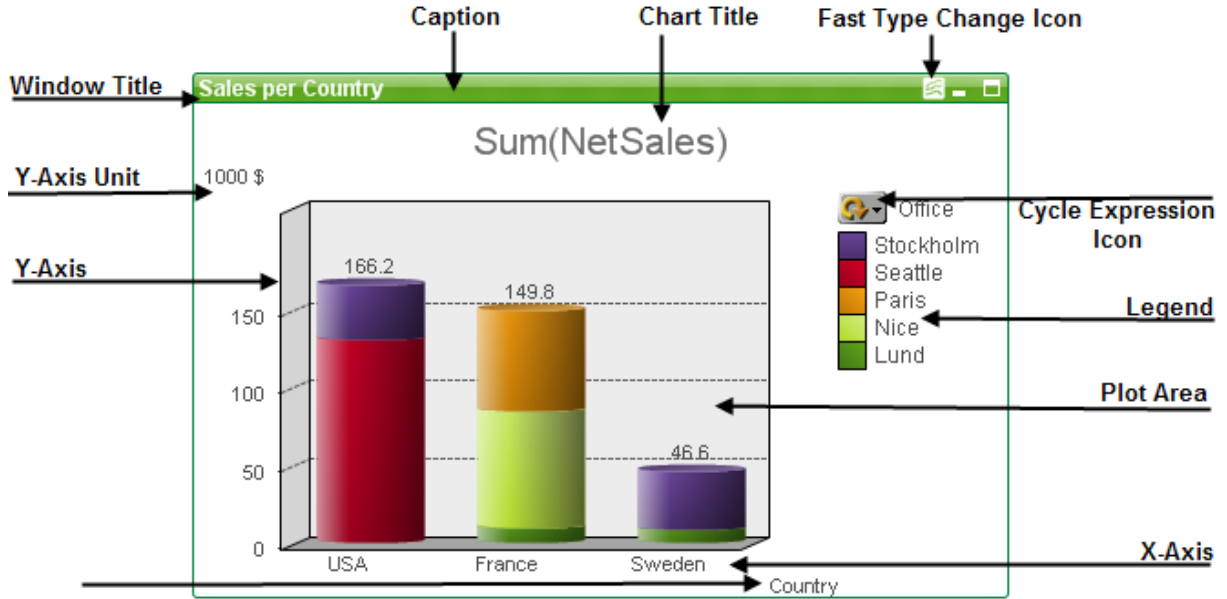 Caption
Chart Title
Fast Type Change Icon
Window Title
Sales per Country
Sum(NetSales)
Y-Axis Unit
1000 $
Office
Cycle Expression
Icon
Stockholm
Seattle
Paris
Nice
Lund
Legend
Y-Axis
166.2
149.8
46.6
150
100
50
0
Plot Area
USA
France
Sweden
X-Axis
Country